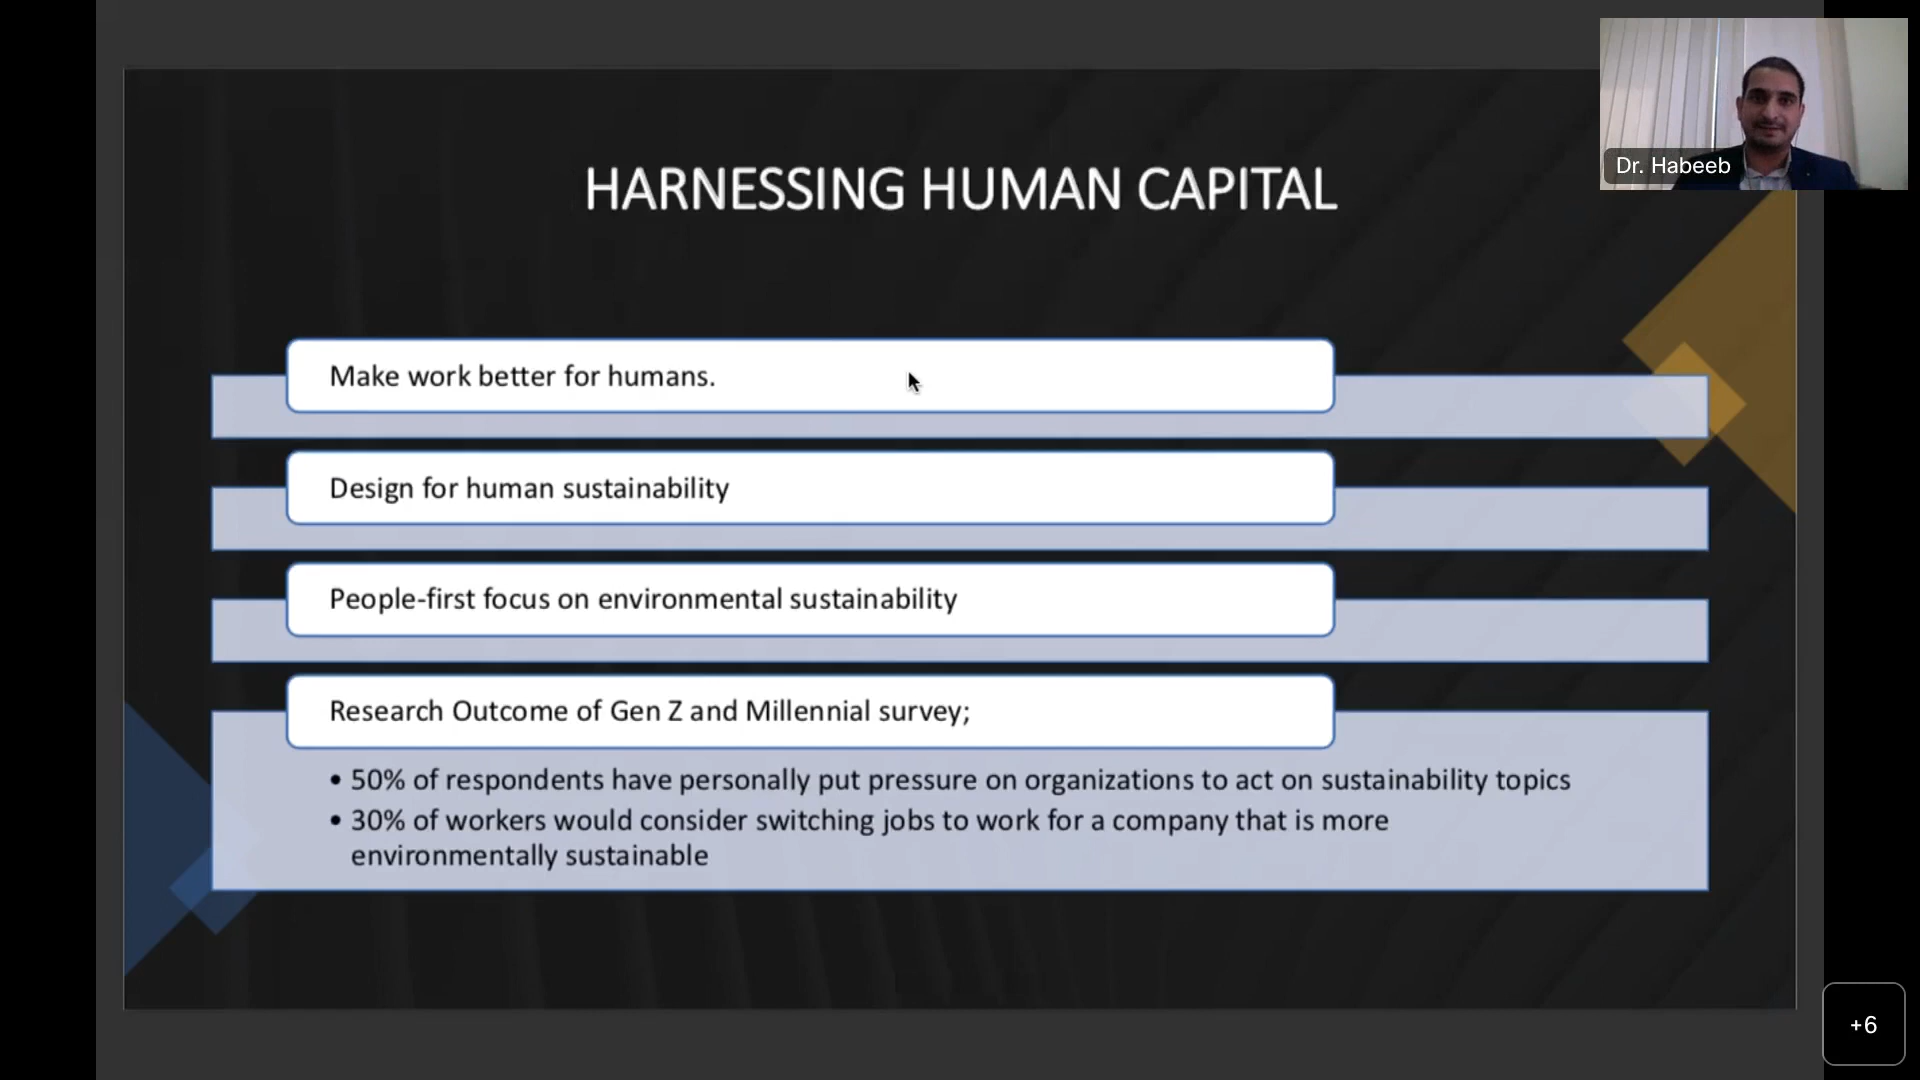 Dr. Habeeb
HARNESSING HUMAN CAPITAL
Make work better for humans.
Design for human sustainability
People-first focus on environmental sustainability
Research Outcome of Gen Z and Millennial survey;
• 50% of respondents have personally put pressure on organizations to act on sustainability topics
• 30% of workers would consider switching jobs to work for a company that is more
environmentally sustainable
+6